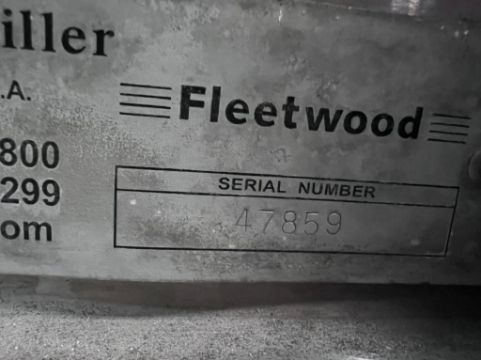 iller
.A.
Fleetwood
800
299
om
SERIAL NUMBER
47859